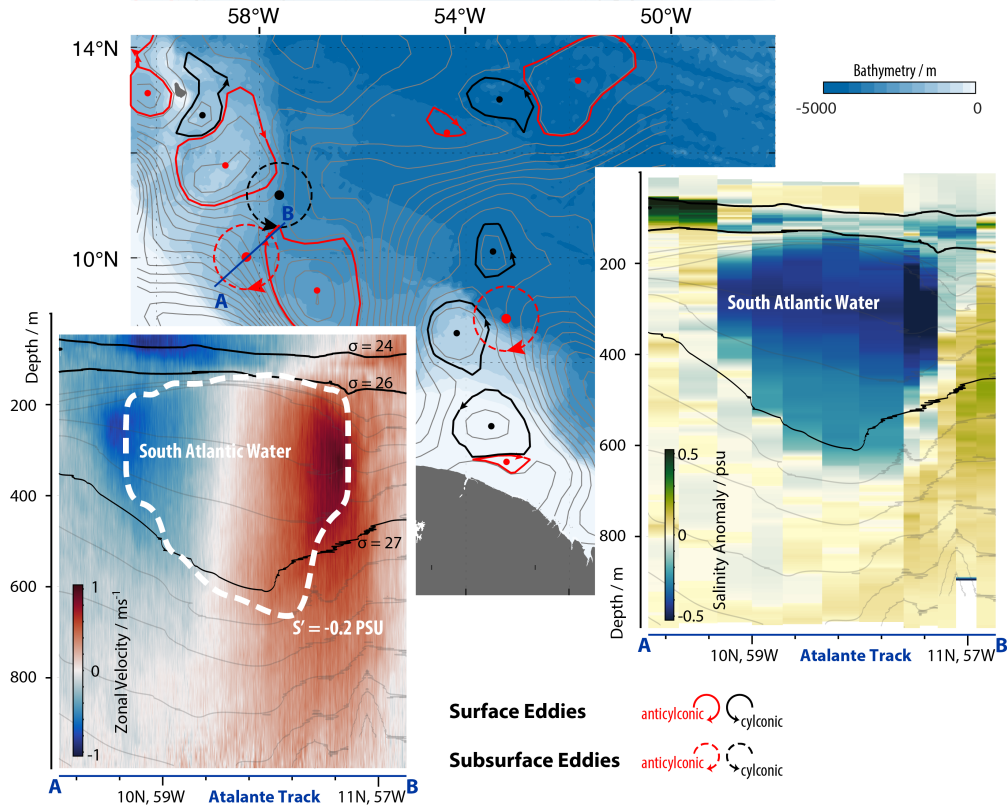 58°W 54°W 50°W
14°N
10°N
Bathymetry / m
-5000 0
B
A
Depth / m
200
400
600
800
σ = 24
σ = 26
σ = 27
South Atlantic Water
S′ = -0.2 PSU
1
0
-1
Zonal Velocity / ms-1
A B
10N, 59W Atalante Track 11N, 57W
200
400
600
800
Depth / m
South Atlantic Water
0.5
0
-0.5
Salinity Anomaly / psu
A B
10N, 59W Atalante Track 11N, 57W
Surface Eddies anticylconic cylconic
Subsurface Eddies anticylconic cylconic